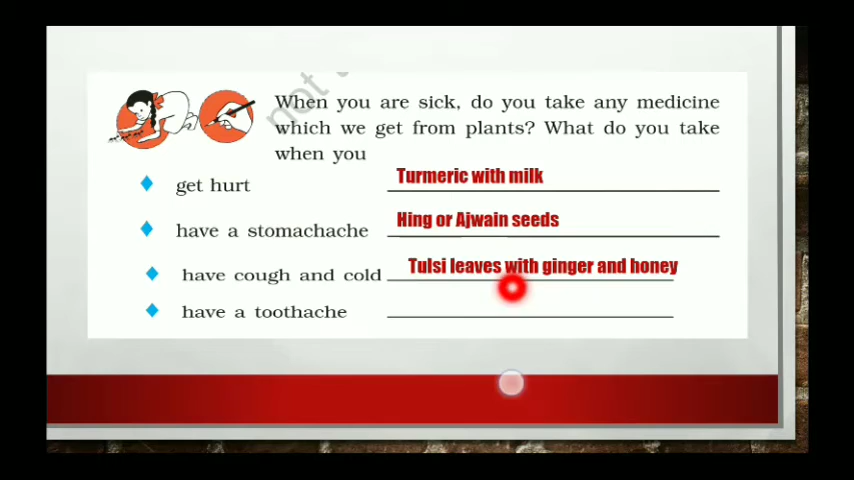 When you are sick, do you take any medicine
which we get from plants? What do you take
when you
get hurt Turmeric with milk
have a stomachache Hing or Ajwain seeds
have cough and cold Tulsi leaves with ginger and honey
have a toothache